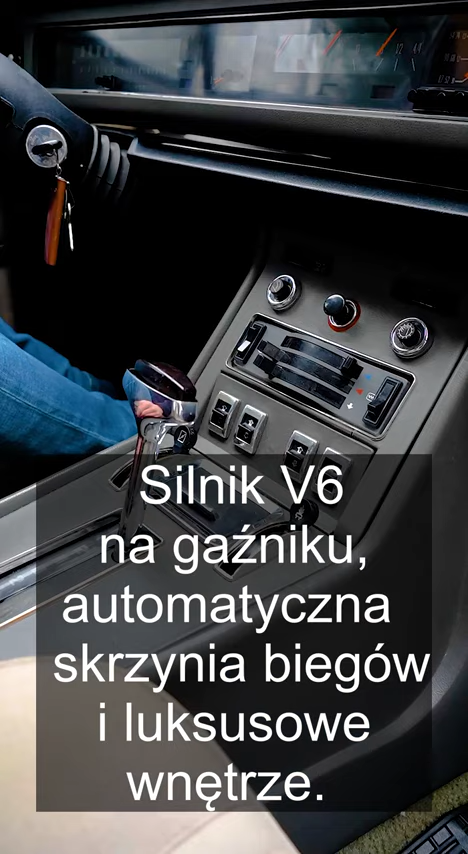 Silnik V6
na gaźniku,
automatyczna
skrzynia biegów
i luksusowe
wnętrze.